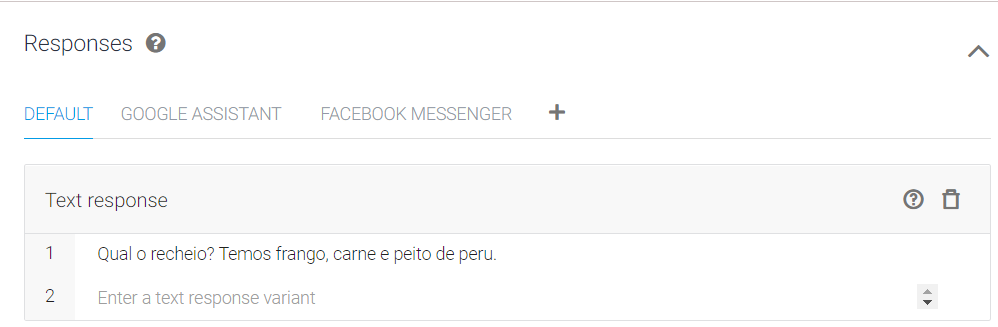 Responses ?
DEFAULT GOOGLE ASSISTANT FACEBOOK MESSENGER +
Text response ?
1 Qual o recheio? Temos frango, carne e peito de peru.
2 Enter a text response variant